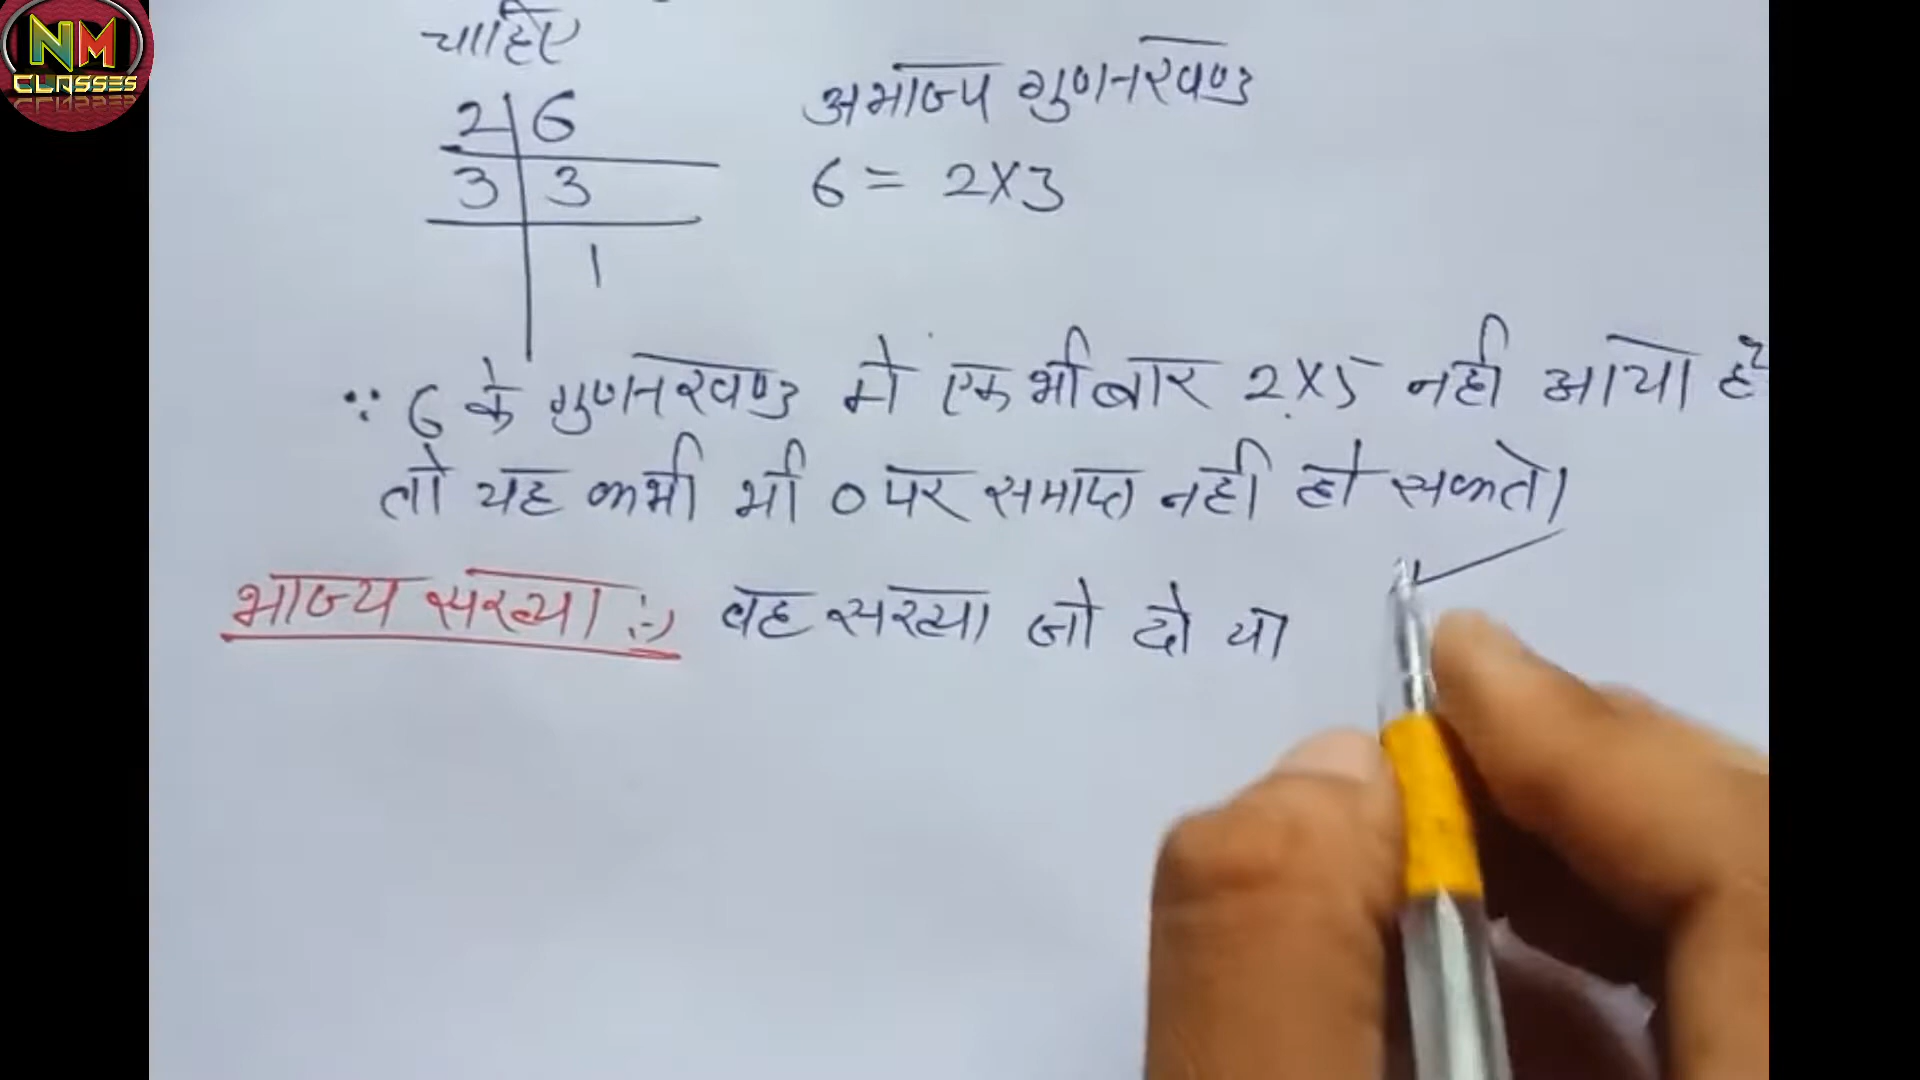 NM
CLASSES
चाहिए
2 | 6
3 | 3
1
अभाज्य गुणनखण्ड
6 = 2×3
∵ 6 के गुणनखण्ड मे एक भी बार 2×5 नही आया है
तो यह कभी भी 0 पर समाप्त नही हो सकते।
भाज्य संख्या :-) वह संख्या जो दो या